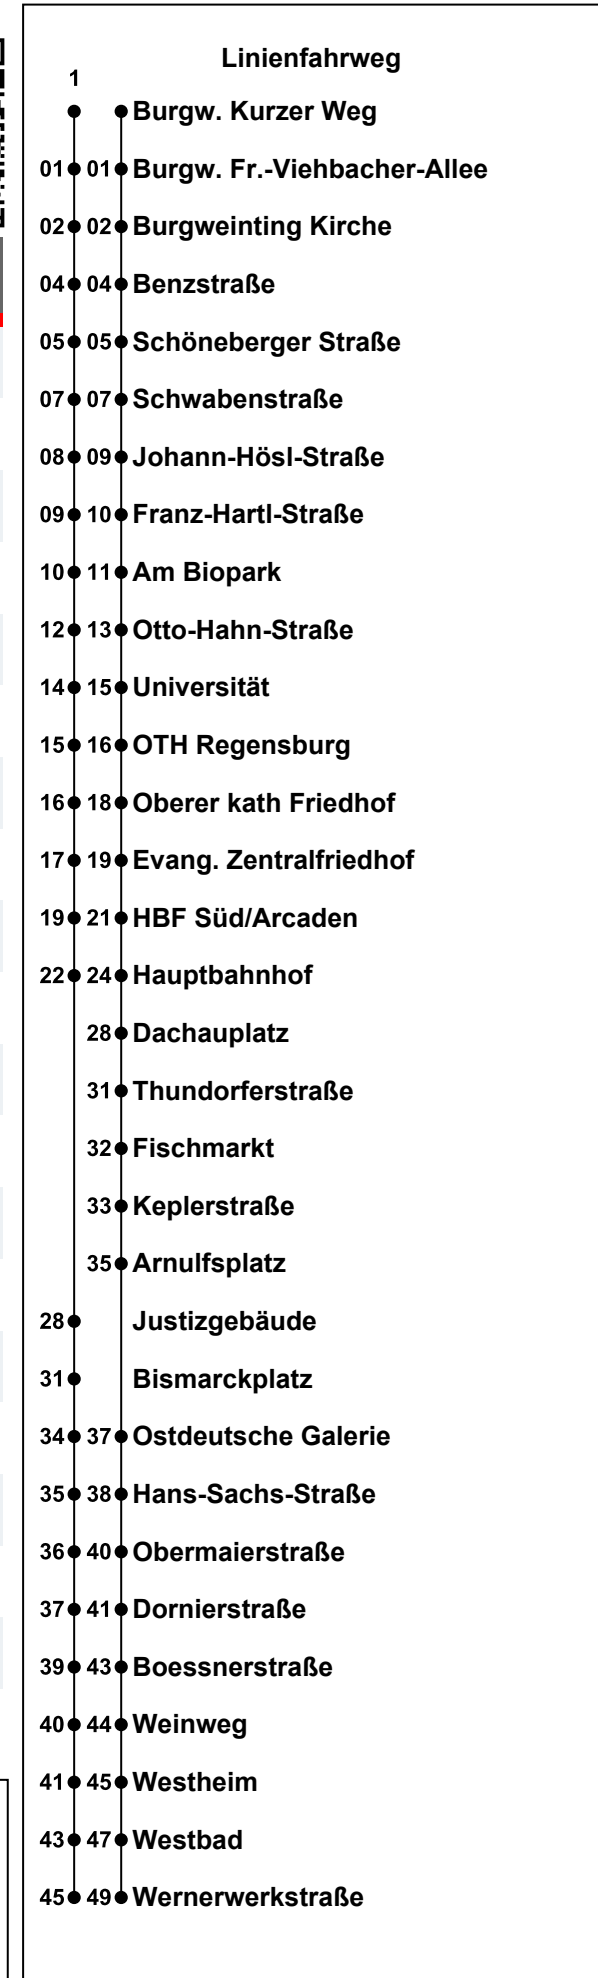 Linienfahrweg
1
Burgw. Kurzer Weg
01 01 Burgw. Fr.-Viehbacher-Allee
02 02 Burgweinting Kirche
04 04 Benzstraße
05 05 Schöneberger Straße
07 07 Schwabenstraße
08 09 Johann-Hösl-Straße
09 10 Franz-Hartl-Straße
10 11 Am Biopark
12 13 Otto-Hahn-Straße
14 15 Universität
15 16 OTH Regensburg
16 18 Oberer kath Friedhof
17 19 Evang. Zentralfriedhof
19 21 HBF Süd/Arcaden
22 24 Hauptbahnhof
28 Dachauplatz
31 Thundorferstraße
32 Fischmarkt
33 Keplerstraße
35 Arnulfsplatz
28 Justizgebäude
31 Bismarckplatz
34 37 Ostdeutsche Galerie
35 38 Hans-Sachs-Straße
36 40 Obermaierstraße
37 41 Dornierstraße
39 43 Boessnerstraße
40 44 Weinweg
41 45 Westheim
43 47 Westbad
45 49 Wernerwerkstraße